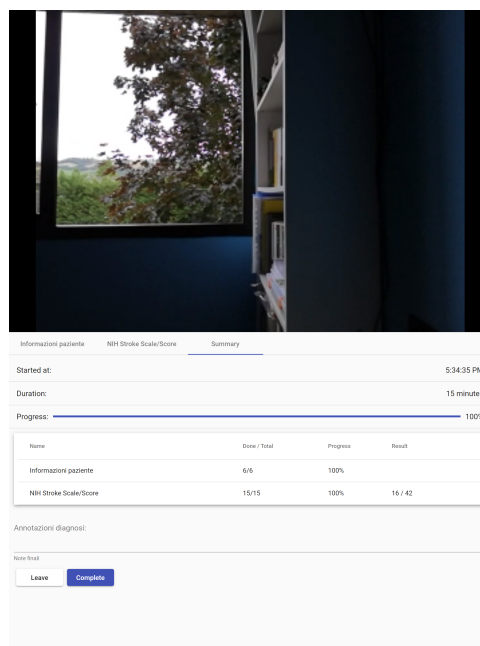 Informazioni paziente NIH Stroke Scale/Score Summary
Started at: 5:34:35 PM
Duration: 15 minute
Progress: 100%
Name Done / Total Progress Result
Informazioni paziente 6/6 100%
NIH Stroke Scale/Score 15/15 100% 16 / 42
Annotazioni diagnosi:
Note finali
Leave Complete